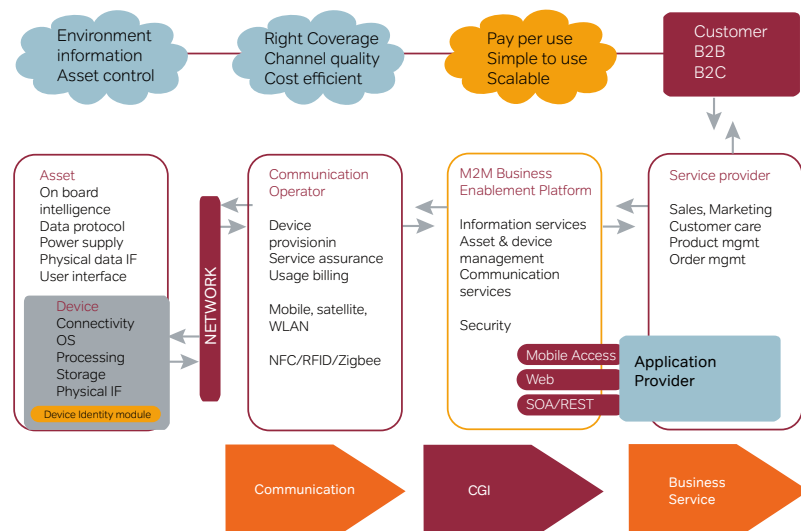 Environment
information
Asset control
Right Coverage
Channel quality
Cost efficient
Pay per use
Simple to use
Scalable
Customer
B2B
B2C
Asset
On board
intelligence
Data protocol
Power supply
Physical data IF
User interface
Device
Connectivity
OS
Processing
Storage
Physical IF
Device Identity module
NETWORK
Communication
Operator
Device
provisionin
Service assurance
Usage billing
Mobile, satellite,
WLAN
NFC/RFID/Zigbee
M2M Business
Enablement Platform
Information services
Asset & device
management
Communication
services
Security
Mobile Access
Web
SOA/REST
Service provider
Sales, Marketing
Customer care
Product mgmt
Order mgmt
Application
Provider
Communication
CGI
Business
Service